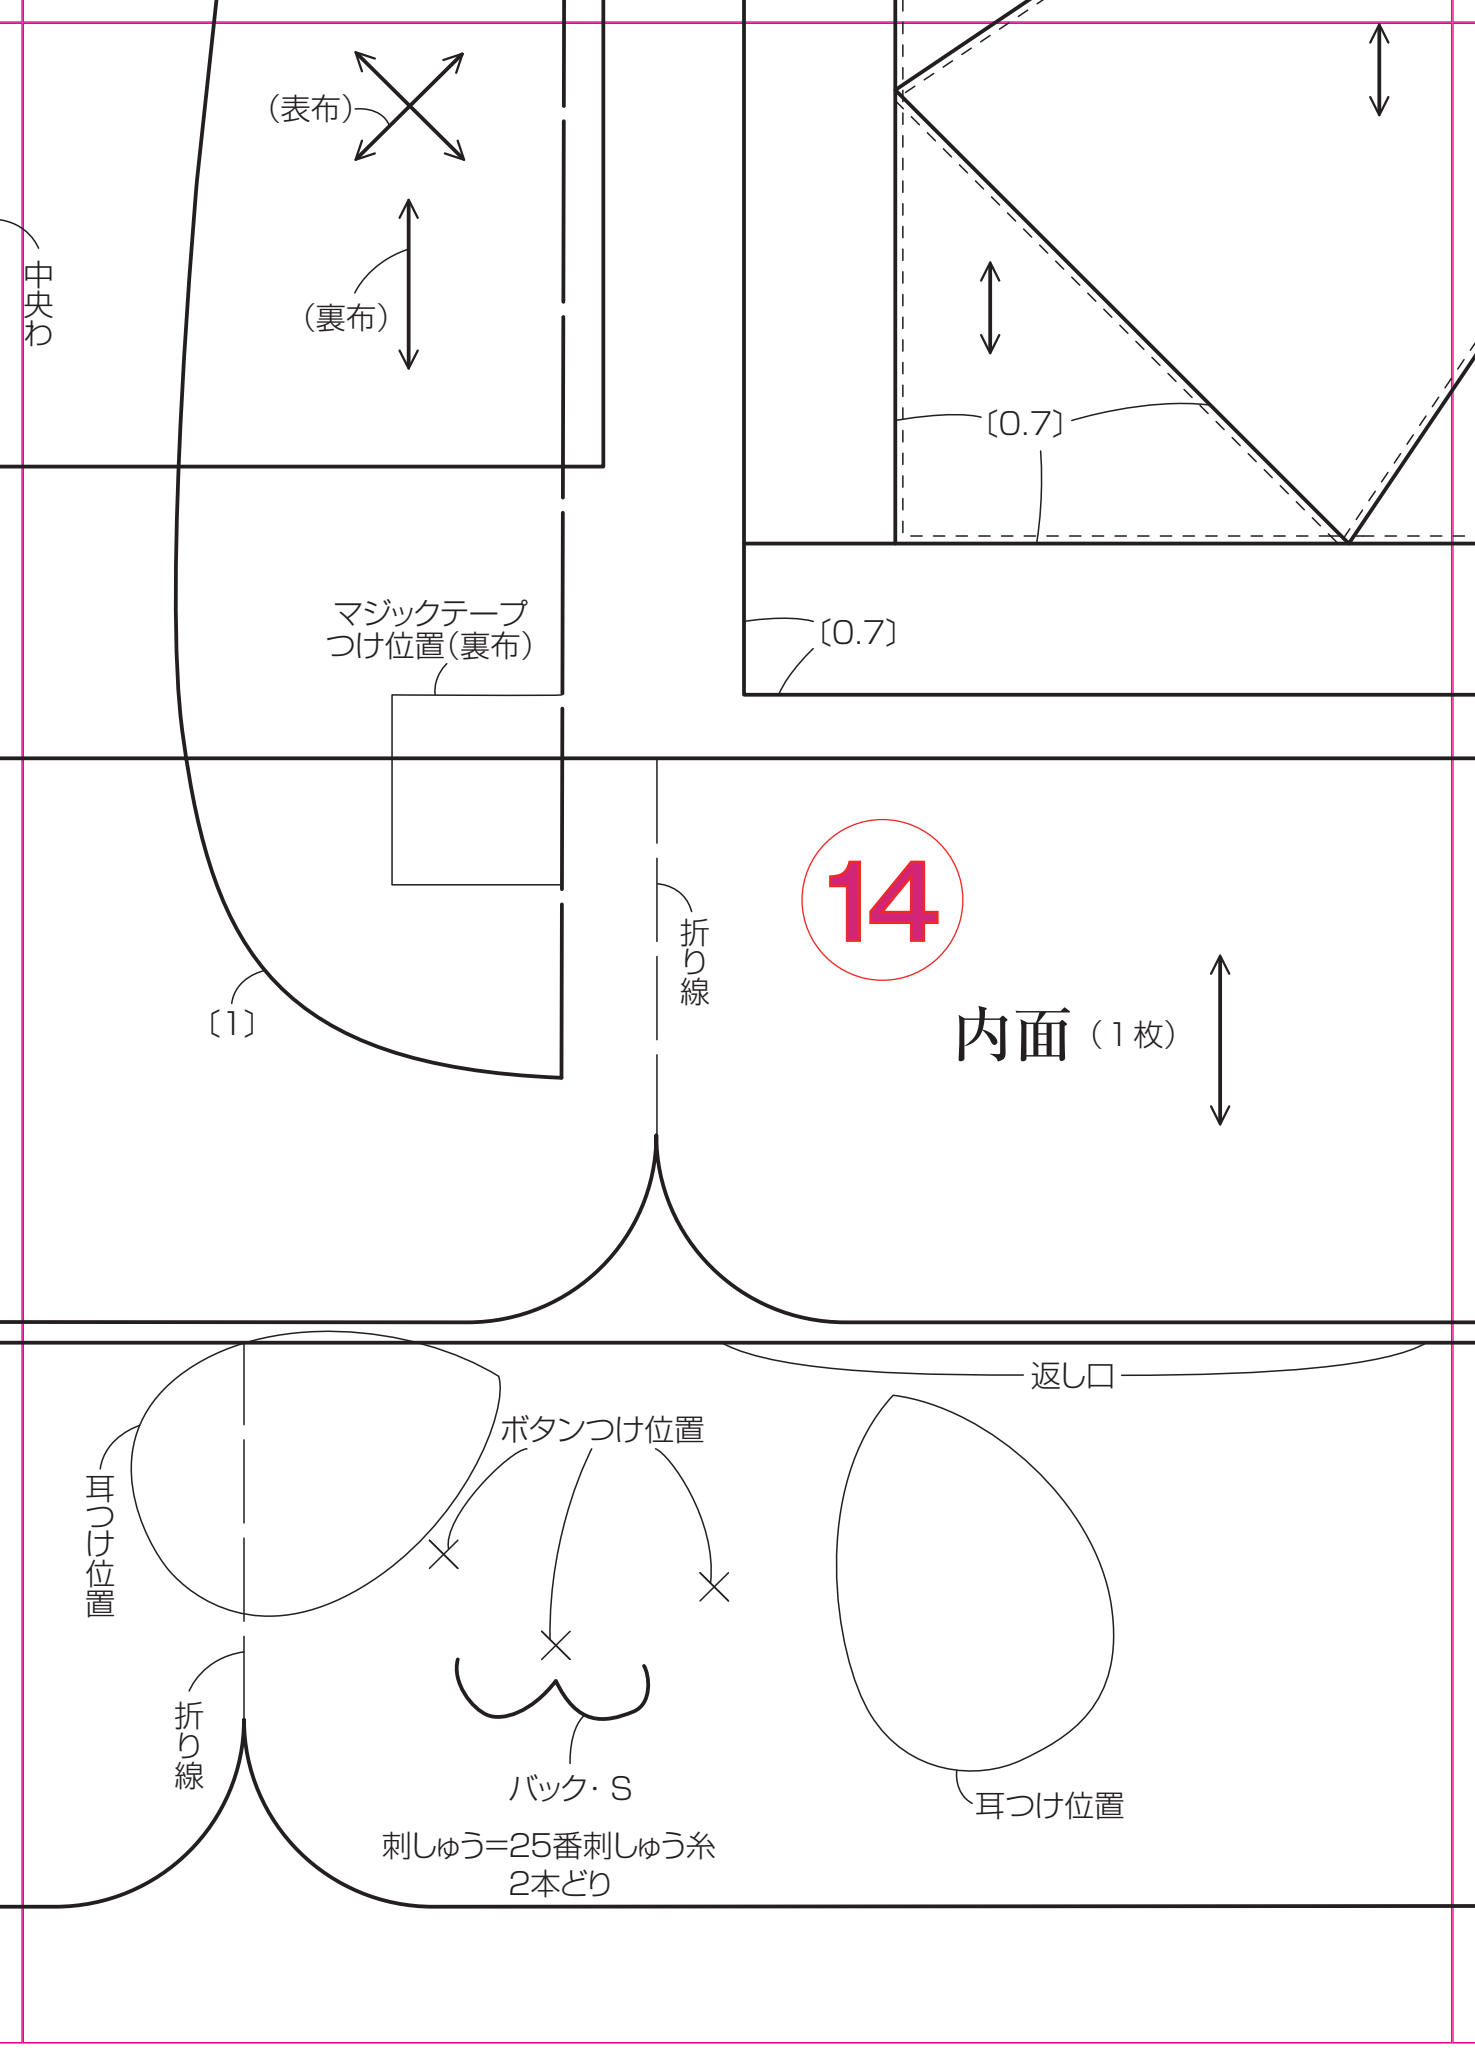 (表布)
中央わ
(裏布)
〔0.7〕
マジックテープ
つけ位置(裏布)
〔0.7〕
14
折り線
〔1〕
内面(1枚)
返し口
ボタンつけ位置
耳つけ位置
折り線
バック・S
耳つけ位置
刺しゅう=25番刺しゅう糸
2本どり